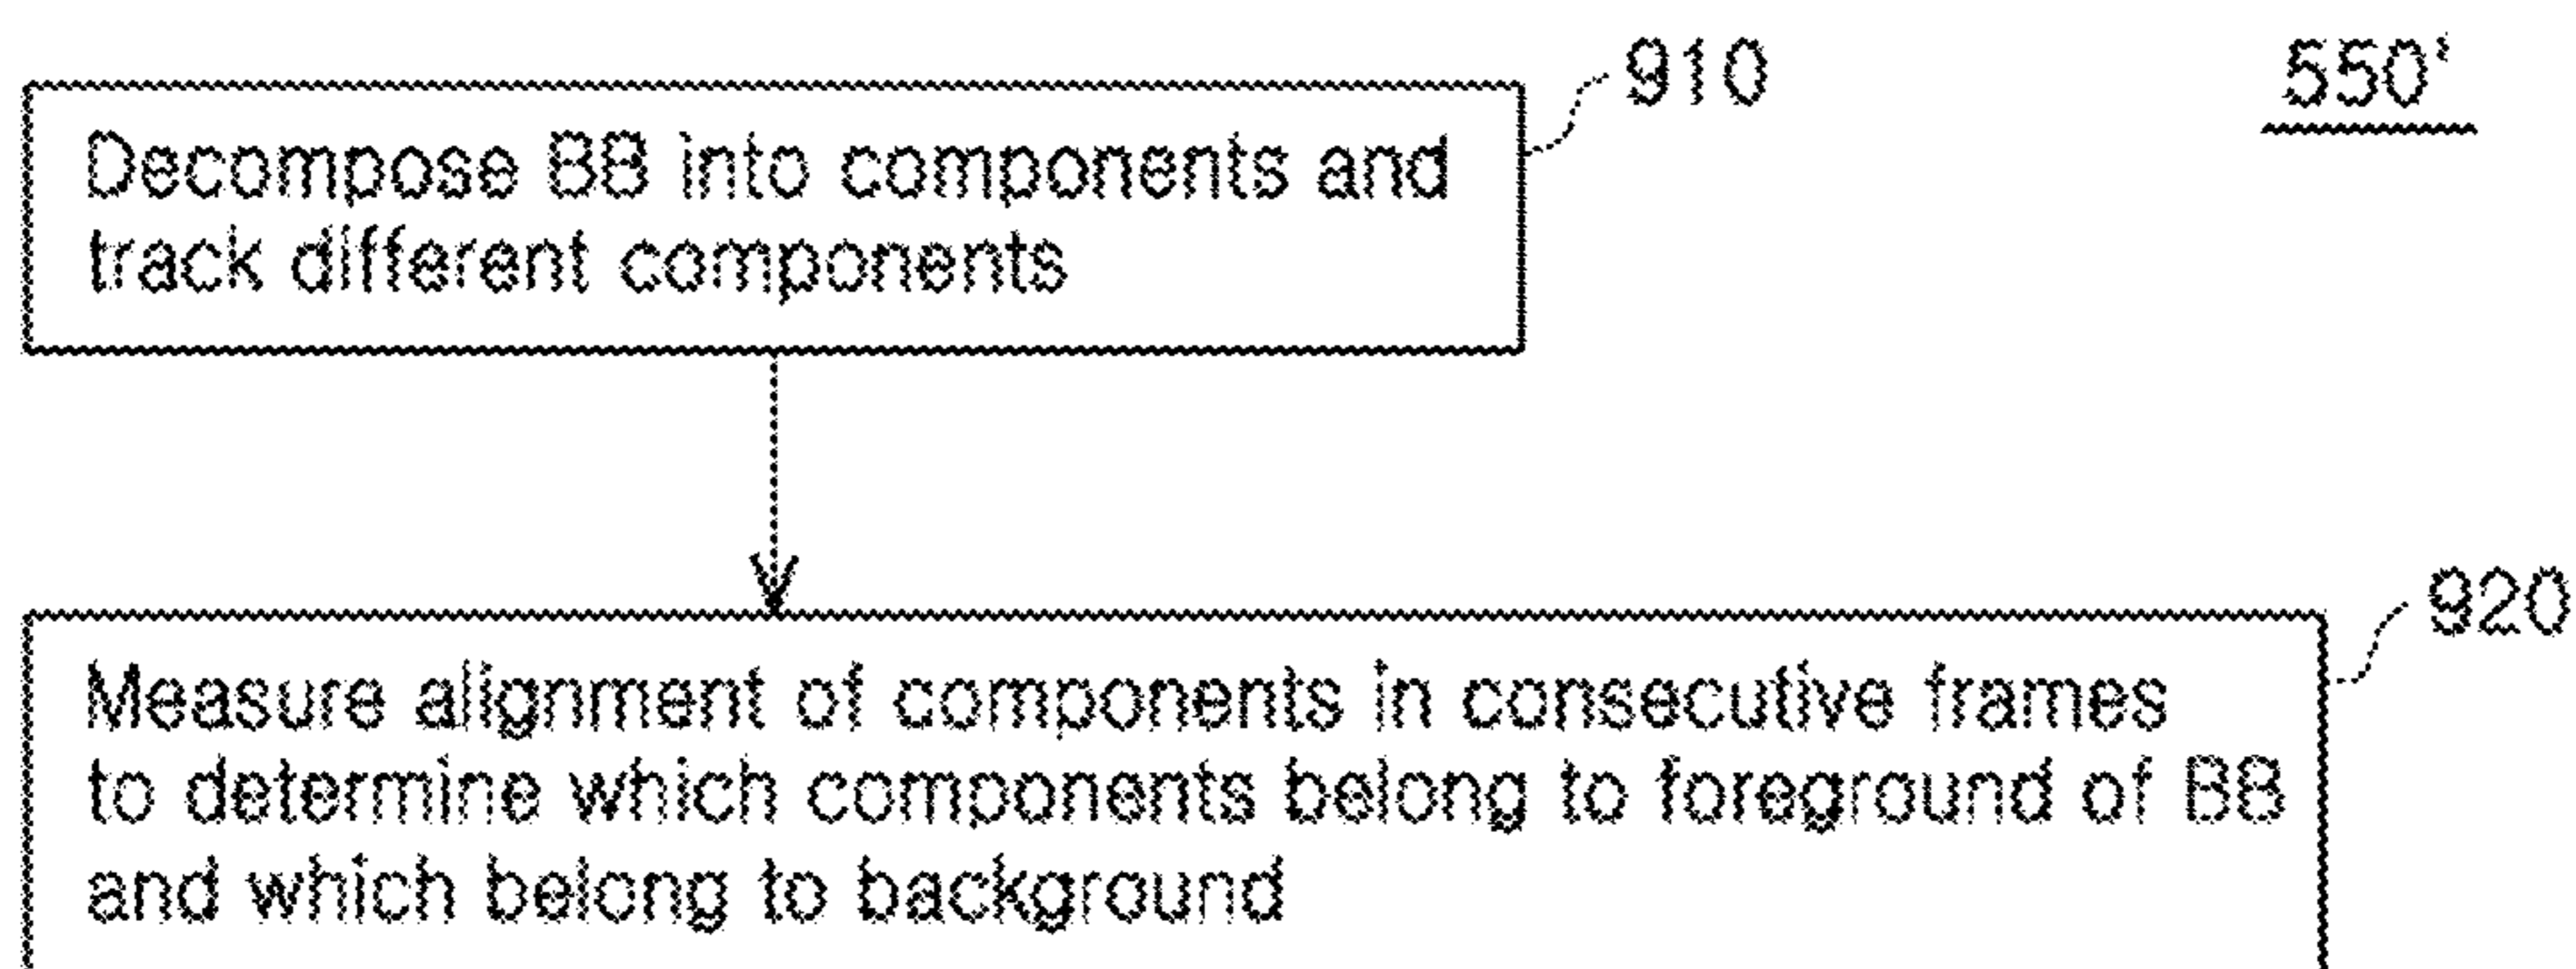 910
550'
Decompose BB into components and
track different components
920
Measure alignment of components in consecutive frames
to determine which components belong to foreground of BB
and which belong to background